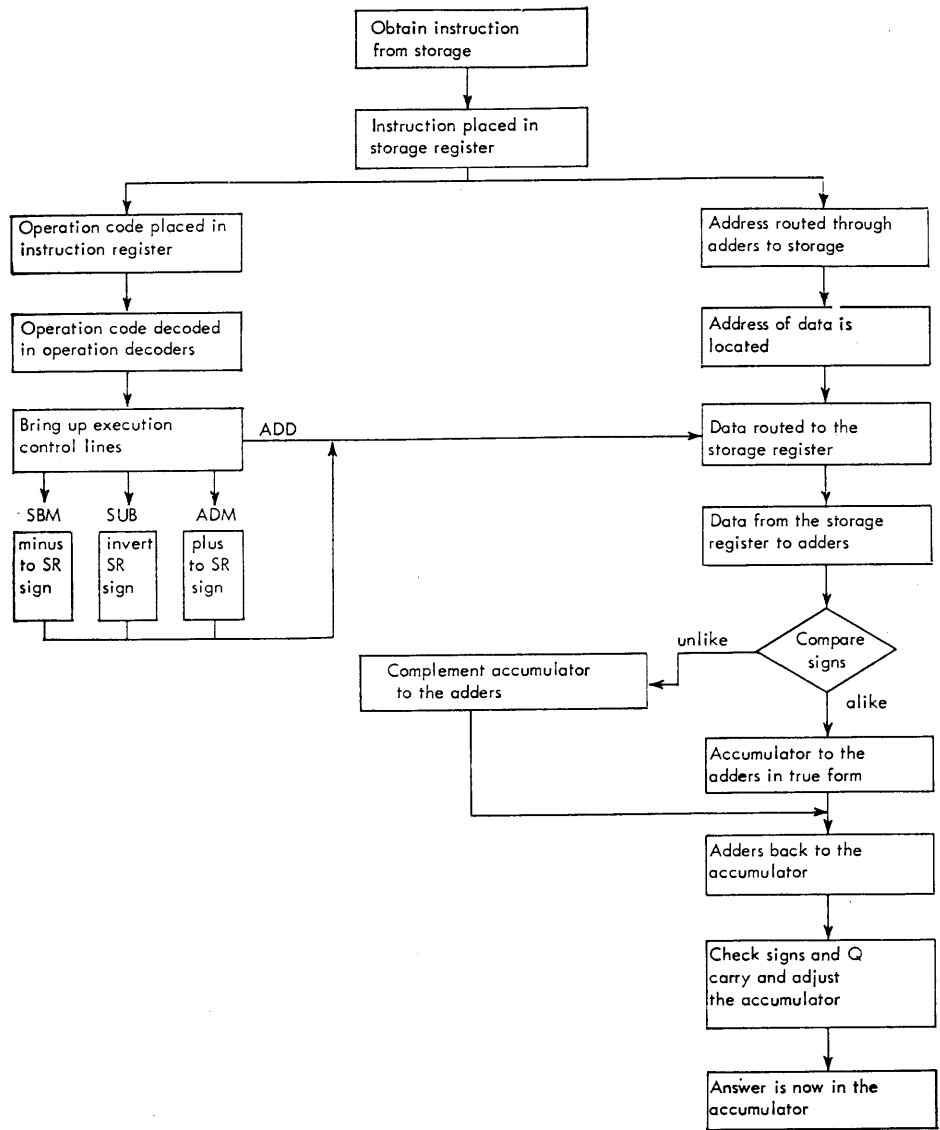 Obtain instruction
from storage
Instruction placed in
storage register
Operation code placed in
instruction register
Address routed through
adders to storage
Operation code decoded
in operation decoders
Address of data is
located
Bring up execution
control lines
ADD
Data routed to the
storage register
SBM
minus
to SR
sign
SUB
invert
SR
sign
ADM
plus
to SR
sign
Data from the storage
register to adders
Compare
signs
unlike
Complement accumulator
to the adders
alike
Accumulator to the
adders in true form
Adders back to the
accumulator
Check signs and Q
carry and adjust
the accumulator
Answer is now in the
accumulator